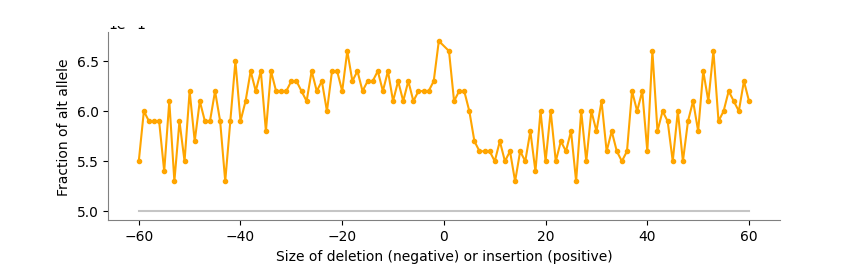 6.5
6.0
5.5
5.0
Fraction of alt allele
−60 −40 −20 0 20 40 60
Size of deletion (negative) or insertion (positive)